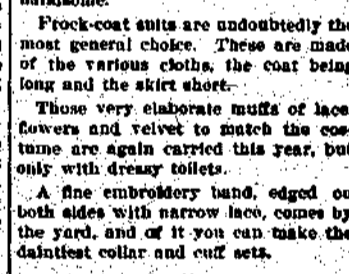 handsome.
Frock-coat suits are undoubtedly the
most general choice. These are made
of the various cloths, the coat being
long and the skirt short.
Those very elaborate muffs of lace
flowers and velvet to match the cos-
tume are again carried this year, but
only with dressy toilets.
A fine embroidery band, edged on
both sides with narrow lace, comes by
the yard, and of it you can make the
daintiest collar and cuff sets.